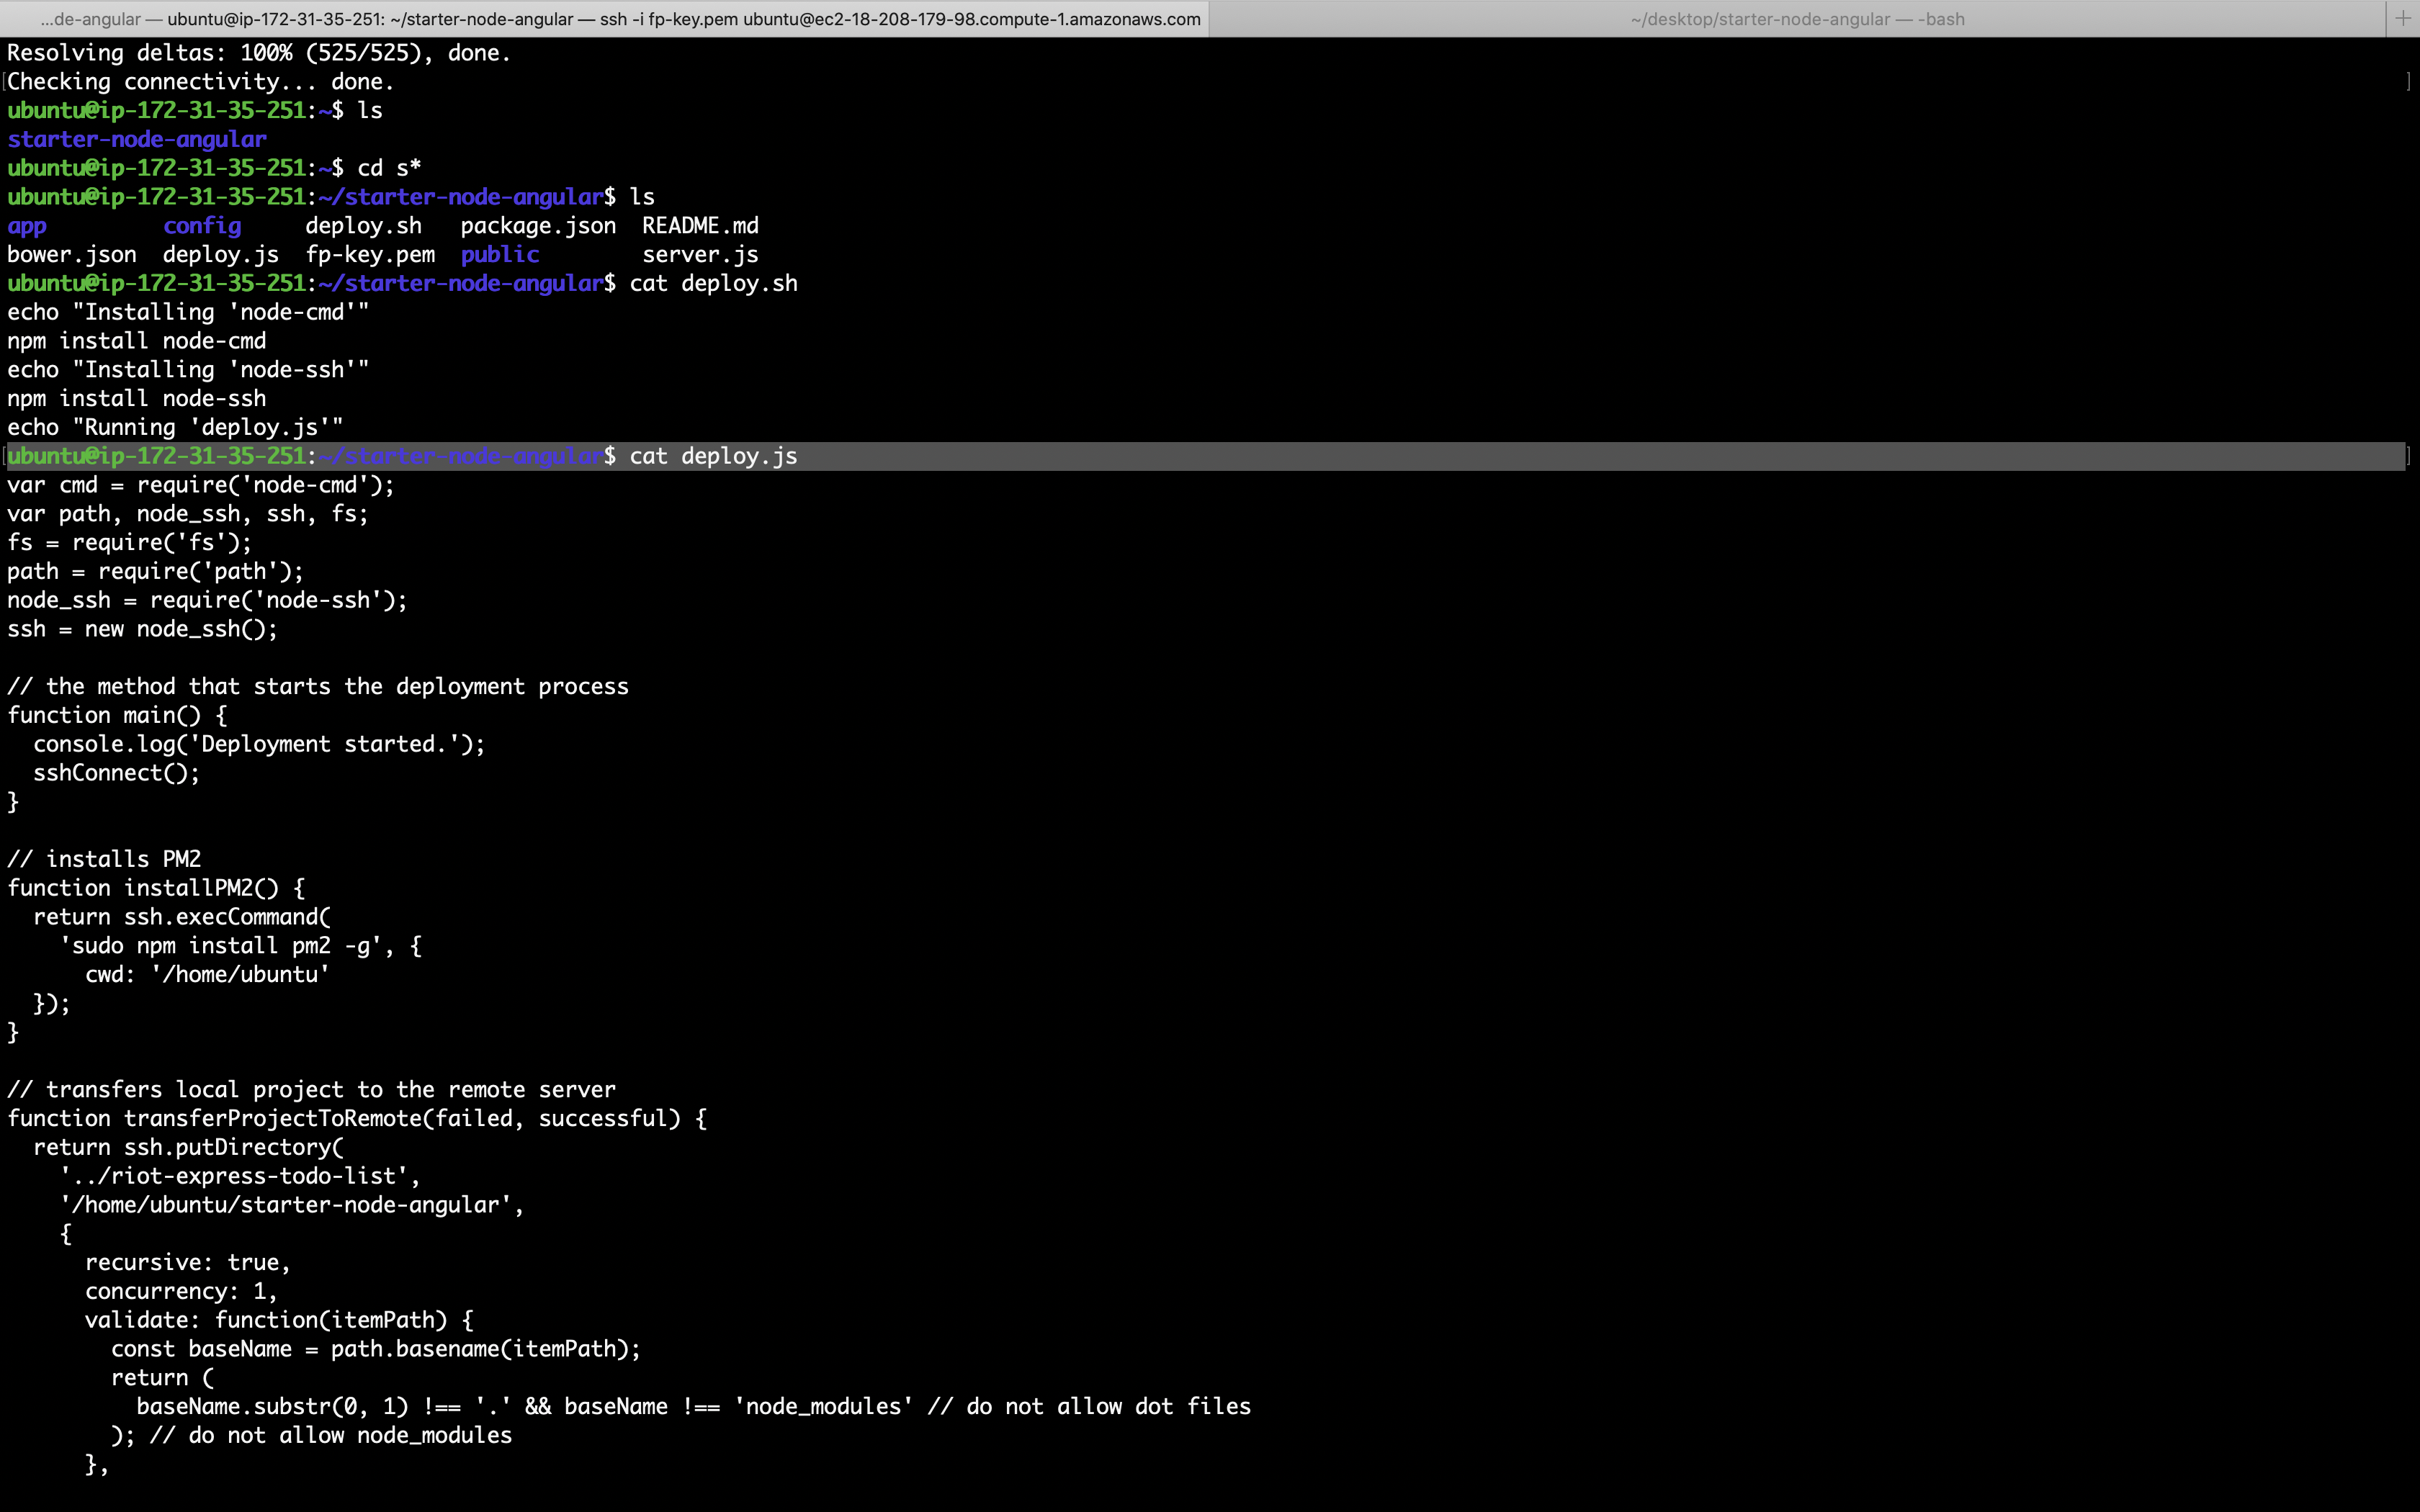 ...de-angular — ubuntu@ip-172-31-35-251: ~/starter-node-angular — ssh -i fp-key.pem ubuntu@ec2-18-208-179-98.compute-1.amazonaws.com
~/desktop/starter-node-angular — -bash
+
Resolving deltas: 100% (525/525), done.
Checking connectivity... done.
ubuntu@ip-172-31-35-251:~$ ls
starter-node-angular
ubuntu@ip-172-31-35-251:~$ cd s*
ubuntu@ip-172-31-35-251:~/starter-node-angular$ ls
app         config     deploy.sh   package.json  README.md
bower.json  deploy.js  fp-key.pem  public        server.js
ubuntu@ip-172-31-35-251:~/starter-node-angular$ cat deploy.sh
echo "Installing 'node-cmd'"
npm install node-cmd
echo "Installing 'node-ssh'"
npm install node-ssh
echo "Running 'deploy.js'"
ubuntu@ip-172-31-35-251:~/starter-node-angular$ cat deploy.js
var cmd = require('node-cmd');
var path, node_ssh, ssh, fs;
fs = require('fs');
path = require('path');
node_ssh = require('node-ssh');
ssh = new node_ssh();

// the method that starts the deployment process
function main() {
  console.log('Deployment started.');
  sshConnect();
}

// installs PM2
function installPM2() {
  return ssh.execCommand(
    'sudo npm install pm2 -g', {
      cwd: '/home/ubuntu'
  });
}

// transfers local project to the remote server
function transferProjectToRemote(failed, successful) {
  return ssh.putDirectory(
    '../riot-express-todo-list',
    '/home/ubuntu/starter-node-angular',
    {
      recursive: true,
      concurrency: 1,
      validate: function(itemPath) {
        const baseName = path.basename(itemPath);
        return (
          baseName.substr(0, 1) !== '.' && baseName !== 'node_modules' // do not allow dot files
        ); // do not allow node_modules
      },